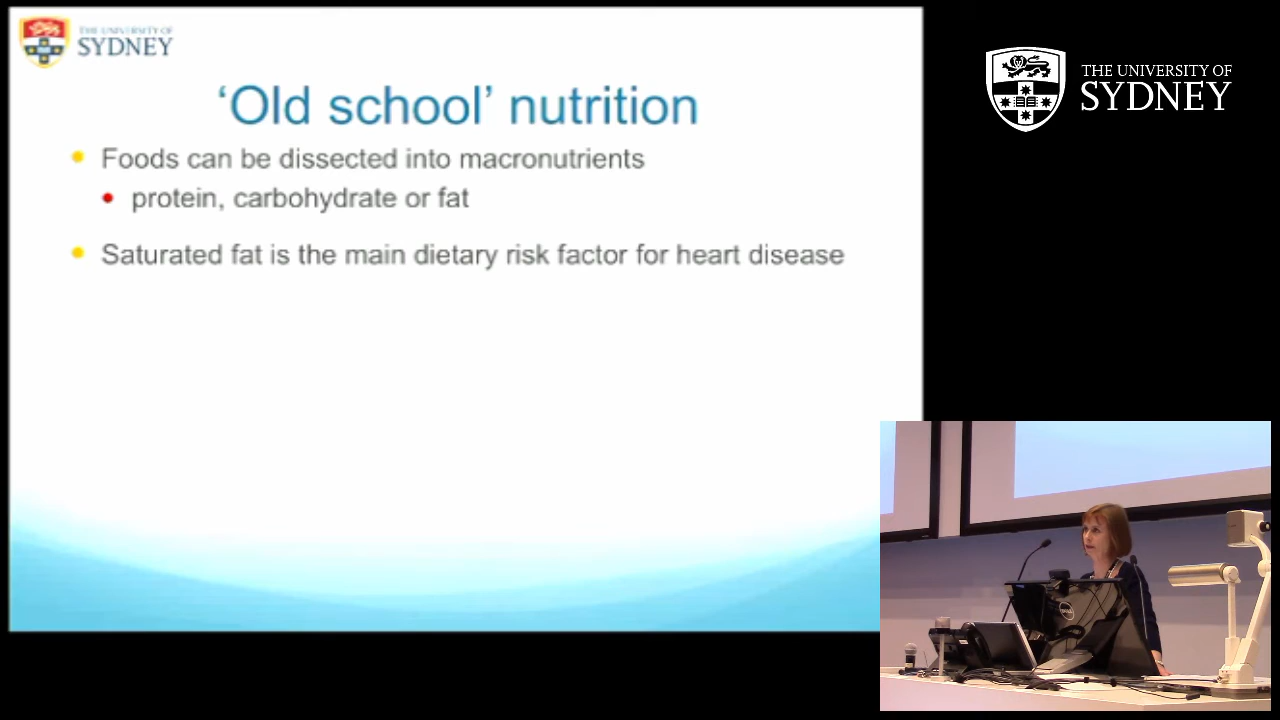 THE UNIVERSITY OF
SYDNEY
‘Old school’ nutrition
Foods can be dissected into macronutrients
protein, carbohydrate or fat
Saturated fat is the main dietary risk factor for heart disease
THE UNIVERSITY OF
SYDNEY
DELL